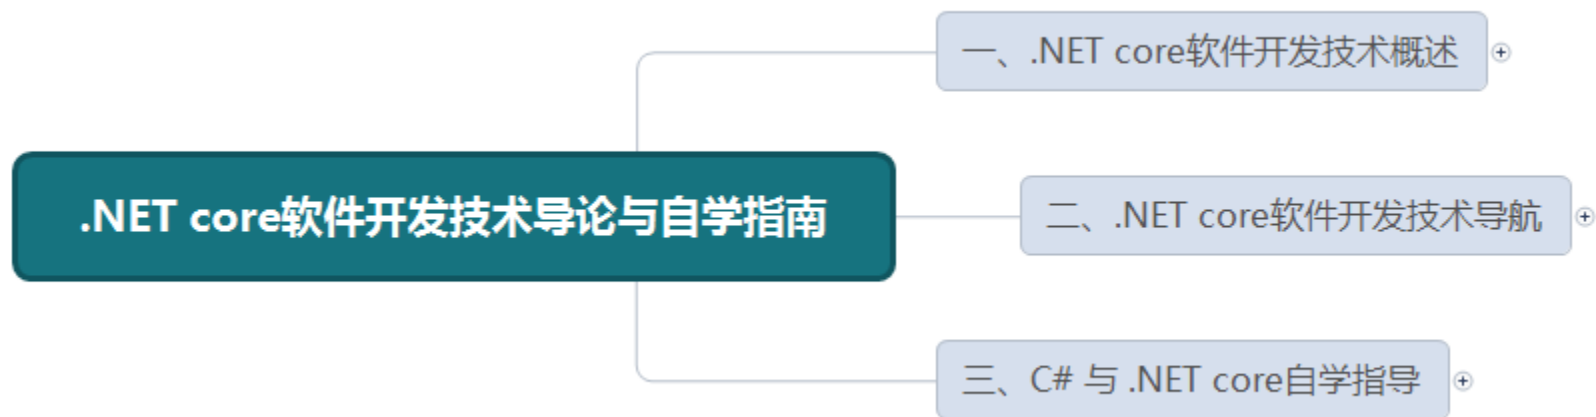 一、.NET core软件开发技术概述
.NET core软件开发技术导论与自学指南
二、.NET core软件开发技术导航
三、C# 与 .NET core自学指导